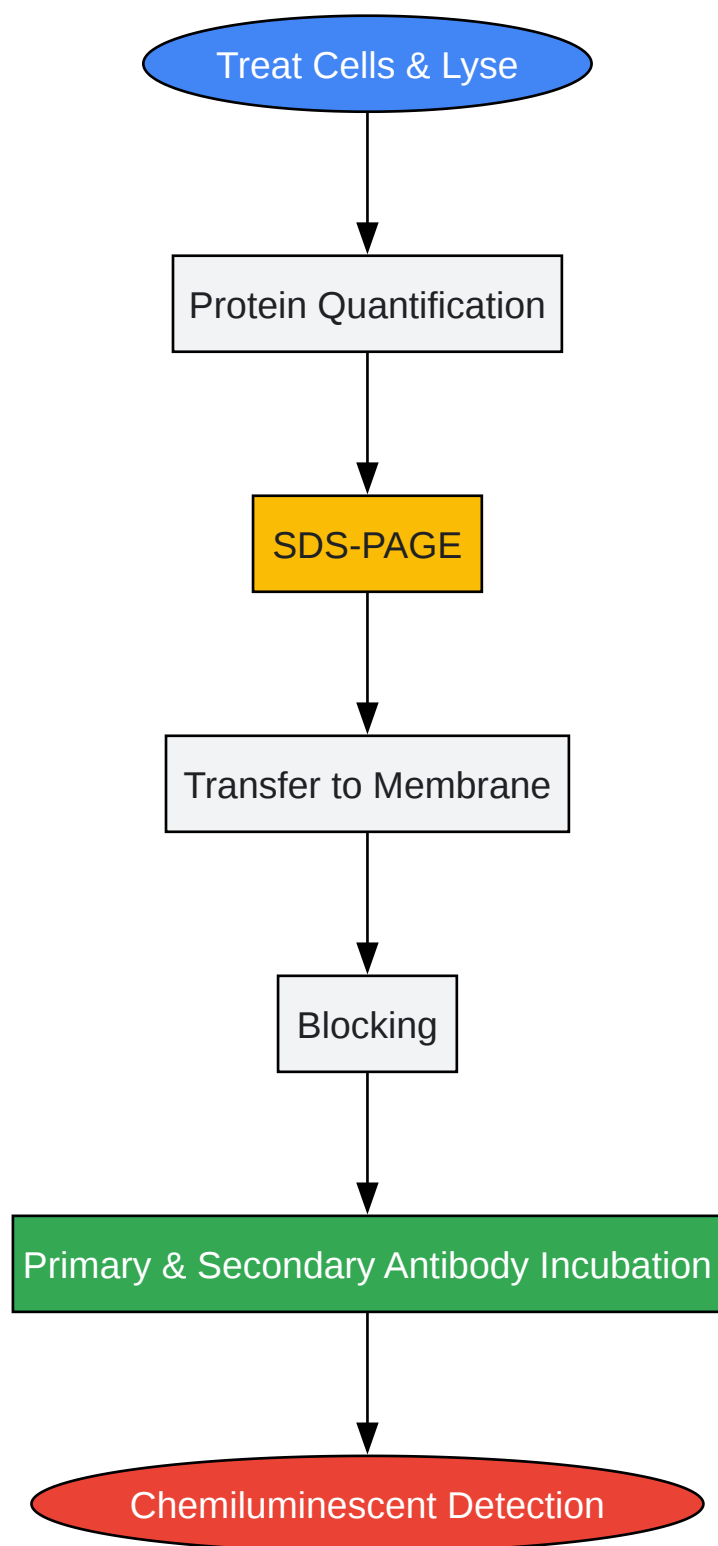 Treat Cells & Lyse
Protein Quantification
SDS-PAGE
Transfer to Membrane
Blocking
Primary & Secondary Antibody Incubation
Chemiluminescent Detection